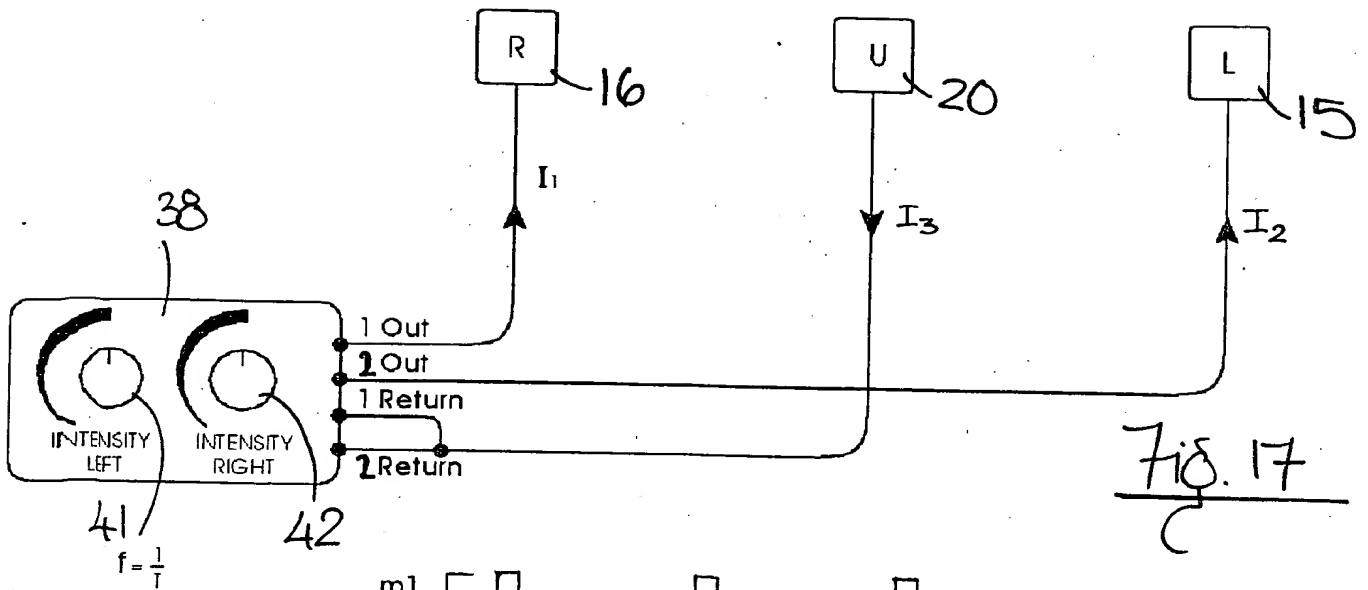 R
16
U
20
L
15
I1
I3
I2
38
1 Out
2 Out
1 Return
2 Return
INTENSITY
LEFT
INTENSITY
RIGHT
41
42
f = 1/T
Fig. 17
m1